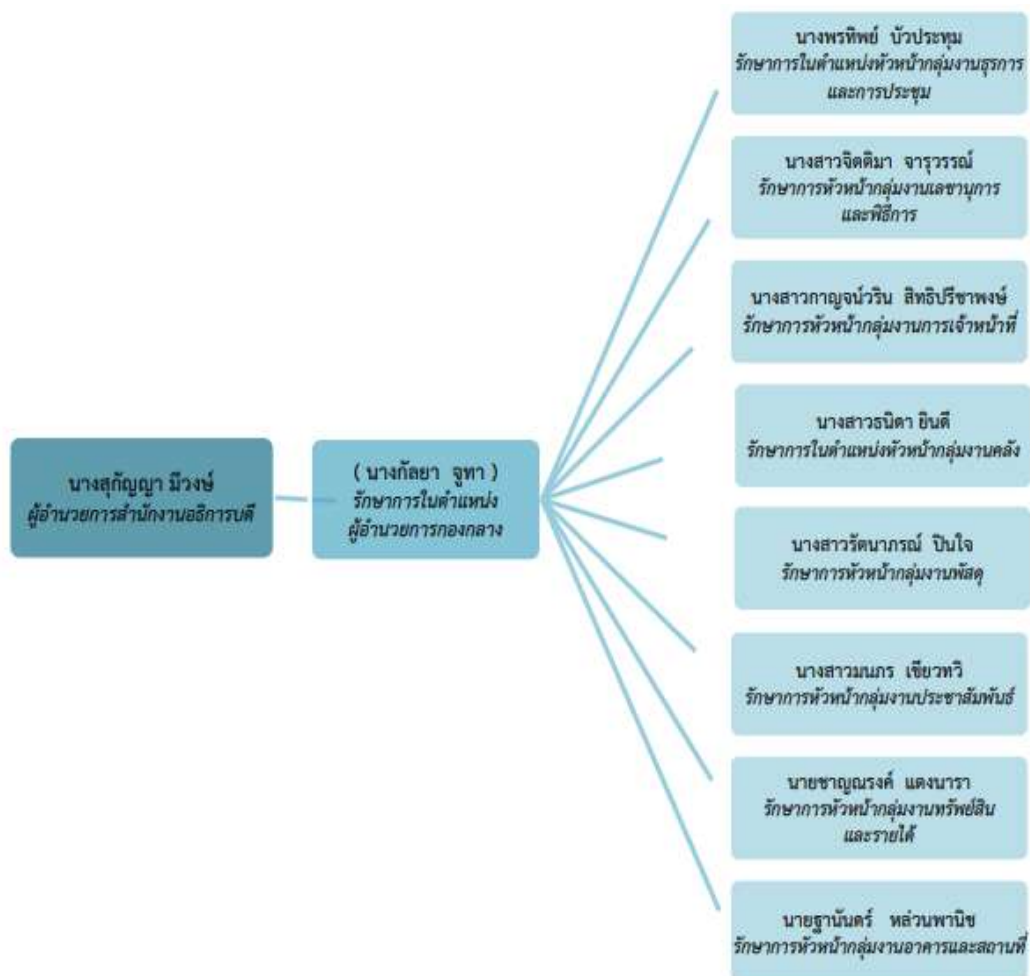 นางสุกัญญา มีวงษ์
ผู้อำนวยการสำนักงานอธิการบดี
( นางกัลยา จูทา )
รักษาการในตำแหน่ง
ผู้อำนวยการกองกลาง
นางพรทิพย์ บัวประทุม
รักษาการในตำแหน่งหัวหน้ากลุ่มงานธุรการ
และการประชุม
นางสาวจิตติมา จารุวรรณ์
รักษาการหัวหน้ากลุ่มงานเลขานุการ
และพิธีการ
นางสาวกาญจน์วริน สิทธิปรีชาพงษ์
รักษาการหัวหน้ากลุ่มงานการเจ้าหน้าที่
นางสาวธนิดา ยินดี
รักษาการในตำแหน่งหัวหน้ากลุ่มงานคลัง
นางสาวรัตนาภรณ์ ปินใจ
รักษาการหัวหน้ากลุ่มงานพัสดุ
นางสาวมนภร เขียวทวิ
รักษาการหัวหน้ากลุ่มงานประชาสัมพันธ์
นายชาญณรงค์ แดงนารา
รักษาการหัวหน้ากลุ่มงานทรัพย์สิน
และรายได้
นายฐานันดร์ หล่วนพานิช
รักษาการหัวหน้ากลุ่มงานอาคารและสถานที่